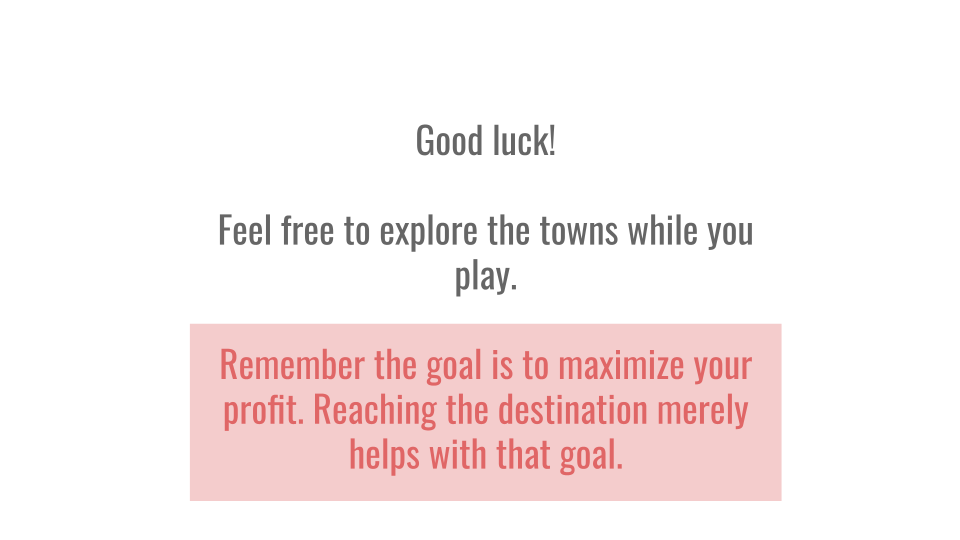 Good luck!
Feel free to explore the towns while you
play.
Remember the goal is to maximize your
profit. Reaching the destination merely
helps with that goal.